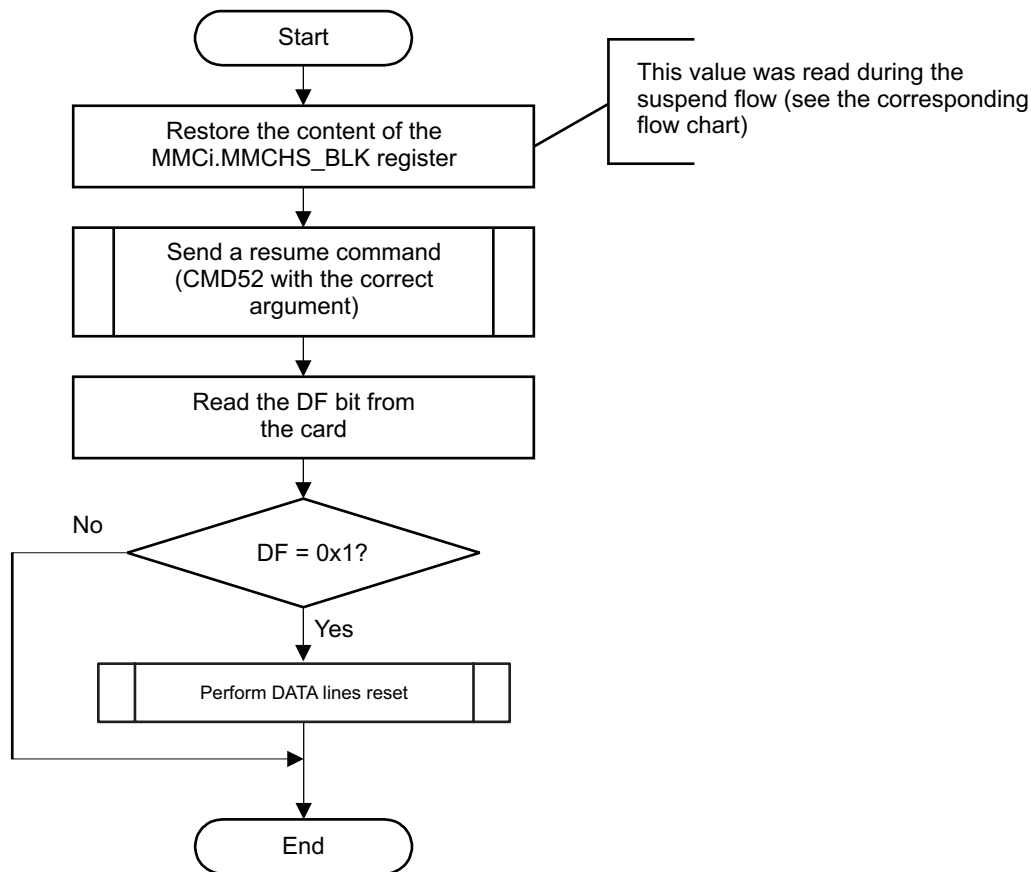 Start
This value was read during the
suspend flow (see the corresponding
flow chart)
Restore the content of the
MMCi.MMCHS_BLK register
Send a resume command
(CMD52 with the correct
argument)
Read the DF bit from
the card
No
DF = 0x1?
Yes
Perform DATA lines reset
End